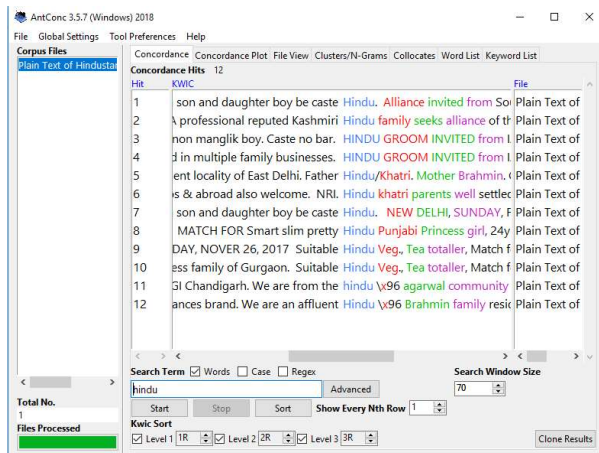 AntConc 3.5.7 (Windows) 2018
File Global Settings Tool Preferences Help
Corpus Files
Plain Text of Hindustan
Concordance Concordance Plot File View Clusters/N-Grams Collocates Word List Keyword List
Concordance Hits 12
Hit KWIC File
1 son and daughter boy be caste Hindu. Alliance invited from Sou Plain Text of
2 A professional reputed Kashmiri Hindu family seeks alliance of th Plain Text of
3 non manglik boy. Caste no bar. HINDU GROOM INVITED from I. Plain Text of
4 d in multiple family businesses. HINDU GROOM INVITED from I. Plain Text of
5 ent locality of East Delhi. Father Hindu/Khatri. Mother Brahmin. Plain Text of
6 os & abroad also welcome. NRI. Hindu khatri parents well settled Plain Text of
7 son and daughter boy be caste Hindu. NEW DELHI, SUNDAY, F Plain Text of
8 MATCH FOR Smart slim pretty Hindu Punjabi Princess girl, 24y Plain Text of
9 DAY, NOVER 26, 2017 Suitable Hindu Veg., Tea totaller, Match f Plain Text of
10 ess family of Gurgaon. Suitable Hindu Veg., Tea totaller, Match f Plain Text of
11 GI Chandigarh. We are from the hindu \x96 agarwal community Plain Text of
12 ances brand. We are an affluent Hindu \x96 Brahmin family resid Plain Text of
Search Term Words Case Regex Search Window Size
hindu Advanced 70
Total No.
1
Files Processed
Start Stop Sort Show Every Nth Row 1
Kwic Sort
Level 1 1R Level 2 2R Level 3 3R Clone Results